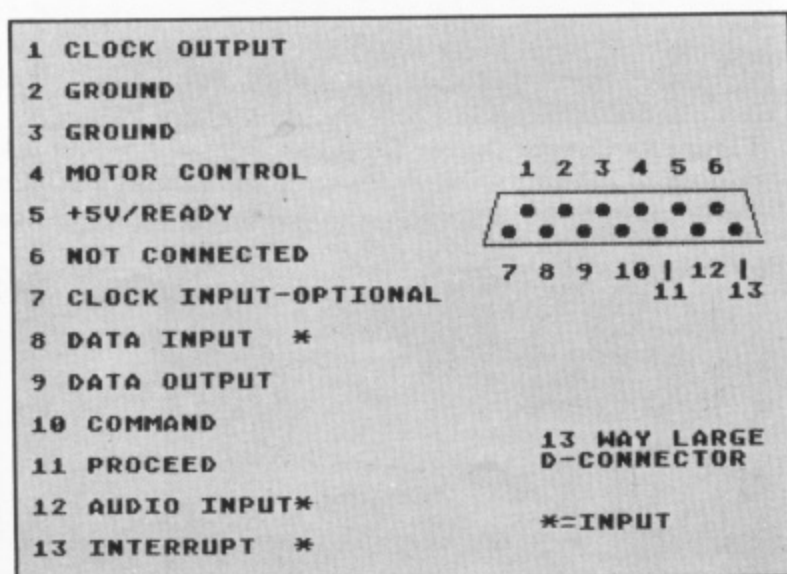 1 CLOCK OUTPUT
2 GROUND
3 GROUND
4 MOTOR CONTROL
5 +5V/READY
6 NOT CONNECTED
7 CLOCK INPUT-OPTIONAL
8 DATA INPUT *
9 DATA OUTPUT
10 COMMAND
11 PROCEED
12 AUDIO INPUT*
13 INTERRUPT *
1 2 3 4 5 6
7 8 9 10 | 12 |
11 13
13 WAY LARGE
D-CONNECTOR
*=INPUT